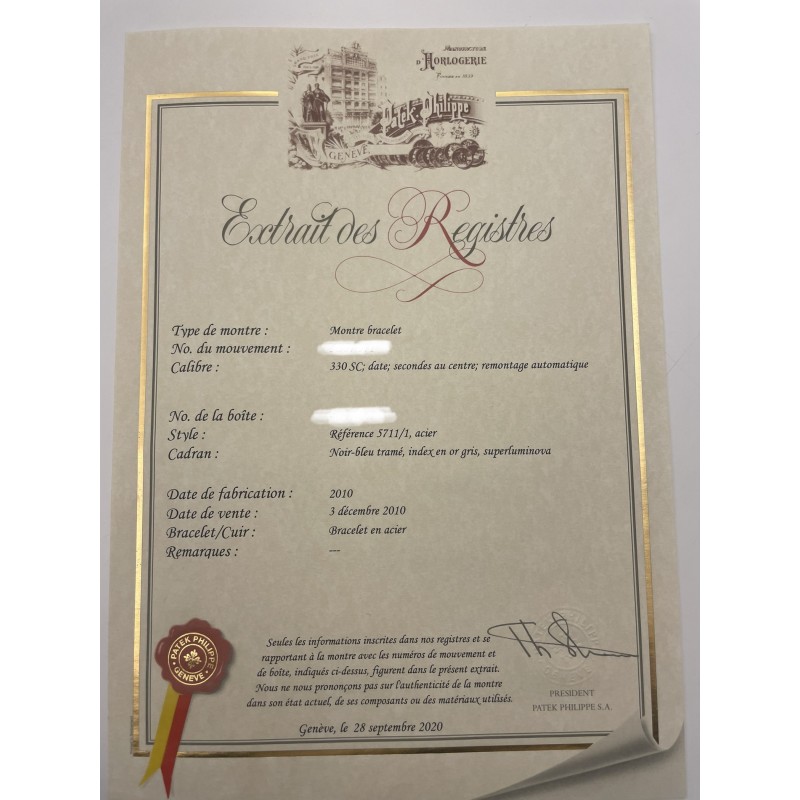 MANUFACTURE
D'HORLOGERIE
Fondée en 1839
Patek Philippe
GENÈVE
Extrait des Registres
Type de montre : Montre bracelet
No. du mouvement :
Calibre : 330 SC; date; secondes au centre; remontage automatique
No. de la boîte :
Style : Référence 5711/1, acier
Cadran : Noir-bleu tramé, index en or gris, superluminova
Date de fabrication : 2010
Date de vente : 3 décembre 2010
Bracelet/Cuir : Bracelet en acier
Remarques : ---
Seules les informations inscrites dans nos registres et se
rapportant à la montre avec les numéros de mouvement et
de boîte, indiqués ci-dessus, figurent dans le présent extrait.
Nous ne nous prononçons pas sur l'authenticité de la montre
dans son état actuel, de ses composants ou des matériaux utilisés.
Genève, le 28 septembre 2020
PRÉSIDENT
PATEK PHILIPPE S.A.
PATEK PHILIPPE
GENÈVE